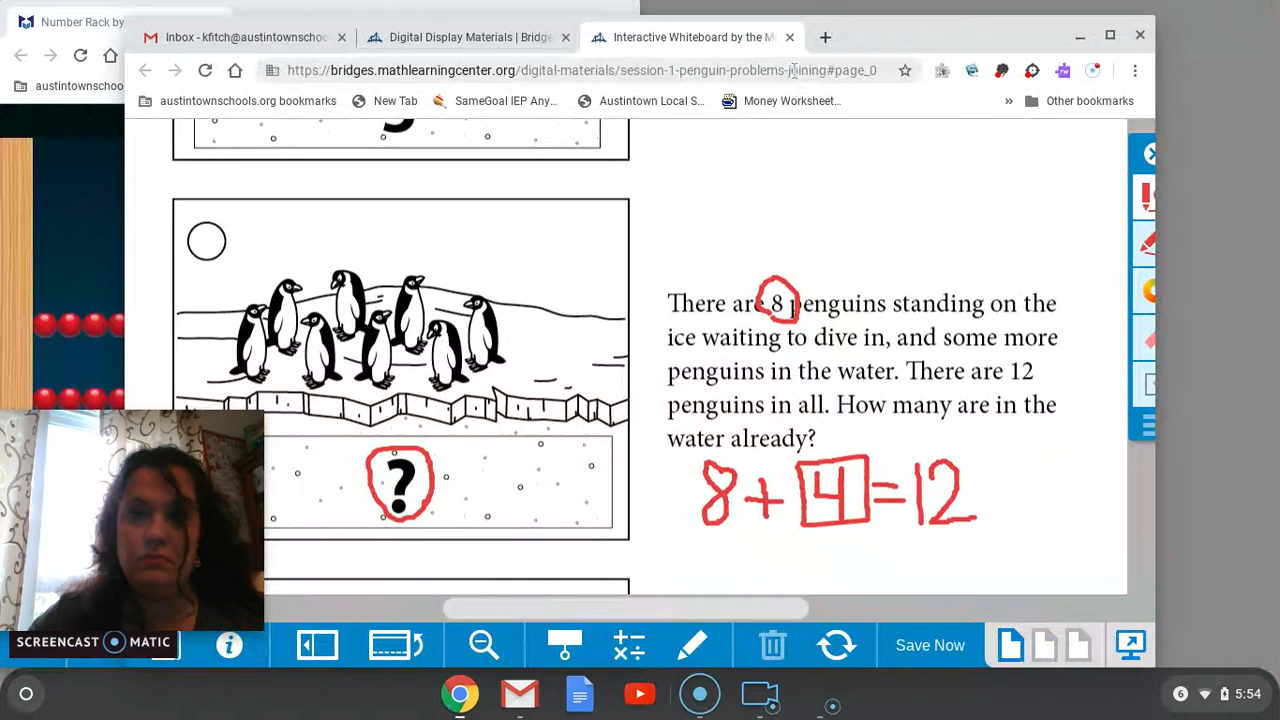 Number Rack by
Inbox - kfitch@austintownschoo
Digital Display Materials | Bridge
Interactive Whiteboard by the Ma
https://bridges.mathlearningcenter.org/digital-materials/session-1-penguin-problems-joining#page_0
austintownschoo
austintownschools.org bookmarks
New Tab
SameGoal IEP Any...
Austintown Local S...
Money Worksheet...
»
Other bookmarks
There are 8 penguins standing on the
ice waiting to dive in, and some more
penguins in the water. There are 12
penguins in all. How many are in the
water already?
?
8 + 4 = 12
SCREENCAST MATIC
Save Now
6
5:54